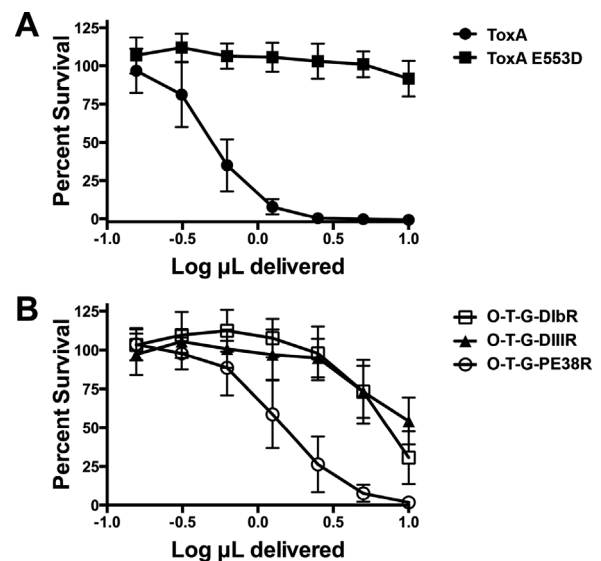 A
Percent Survival
125
100
75
50
25
0
-1.0 -0.5 0.0 0.5 1.0
Log µL delivered
ToxA
ToxA E553D
B
Percent Survival
125
100
75
50
25
0
-1.0 -0.5 0.0 0.5 1.0
Log µL delivered
O-T-G-DIbR
O-T-G-DIIIR
O-T-G-PE38R